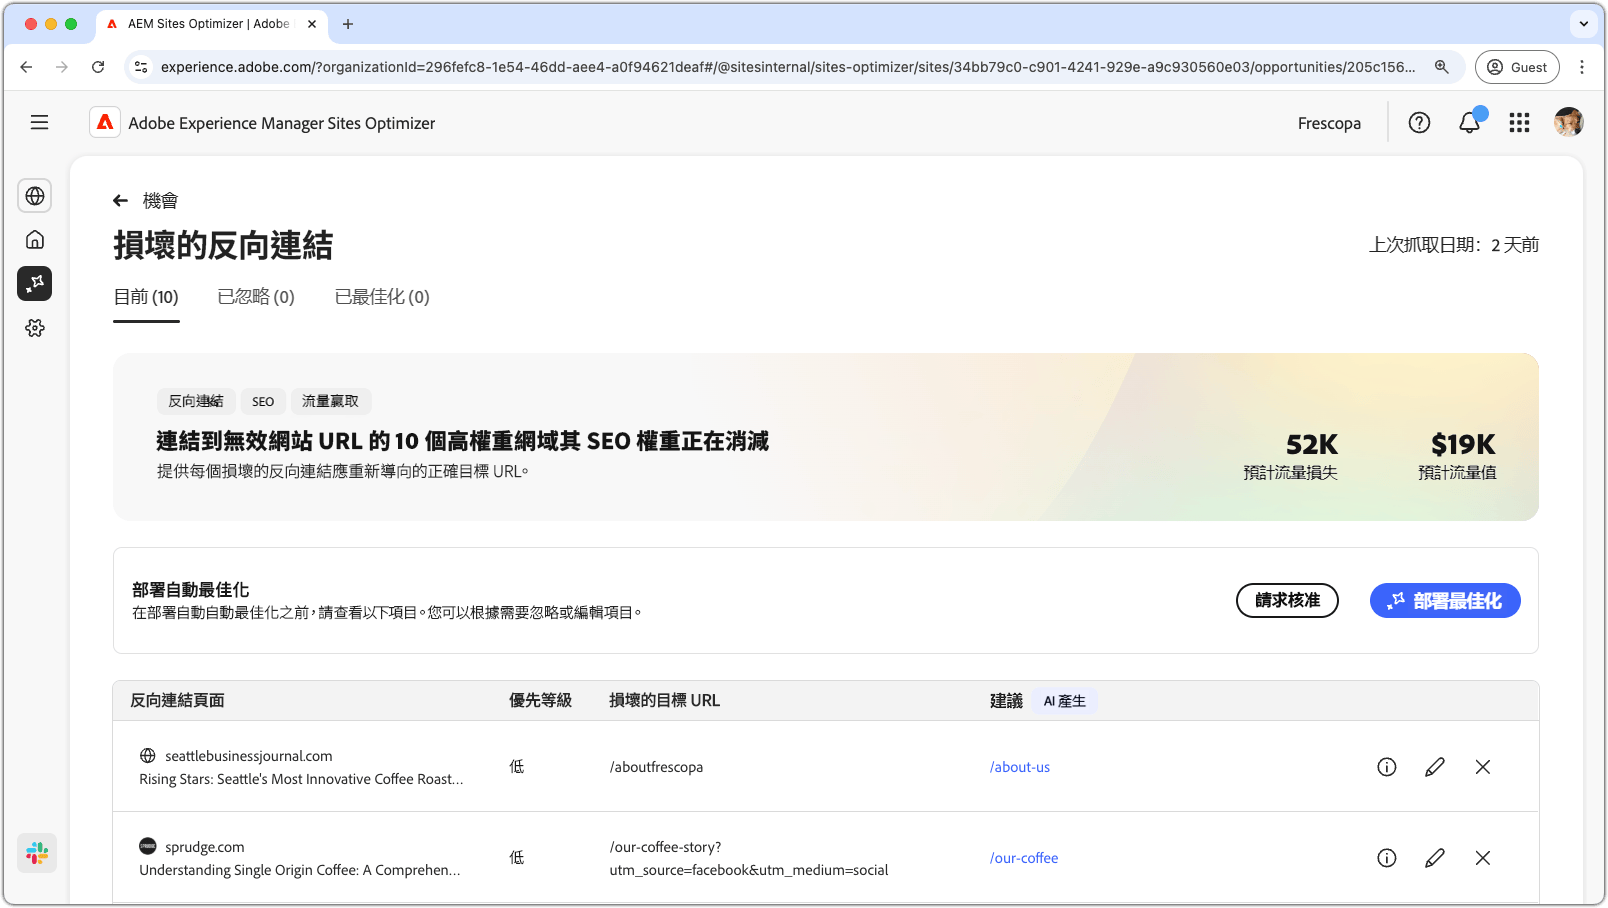 AEM Sites Optimizer | Adobe
experience.adobe.com/?organizationId=296fefc8-1e54-46dd-aee4-a0f94621deaf#/@sitesinternal/sites-optimizer/sites/34bb79c0-c901-4241-929e-a9c930560e03/opportunities/205c156...
Guest
Adobe Experience Manager Sites Optimizer
Frescopa
機會
損壞的反向連結
上次抓取日期：2 天前
目前 (10)
已忽略 (0)
已最佳化 (0)
反向連結
SEO
流量贏取
連結到無效網站 URL 的 10 個高權重網域其 SEO 權重正在消減
提供每個損壞的反向連結應重新導向的正確目標 URL。
52K
預計流量損失
$19K
預計流量值
部署自動最佳化
在部署自動自動最佳化之前，請查看以下項目。您可以根據需要忽略或編輯項目。
請求核准
部署最佳化
反向連結頁面
優先等級
損壞的目標 URL
建議
AI 產生
seattlebusinessjournal.com
Rising Stars: Seattle's Most Innovative Coffee Roast...
低
/aboutfrescopa
/about-us
sprudge.com
Understanding Single Origin Coffee: A Comprehen...
低
/our-coffee-story?
utm_source=facebook&utm_medium=social
/our-coffee